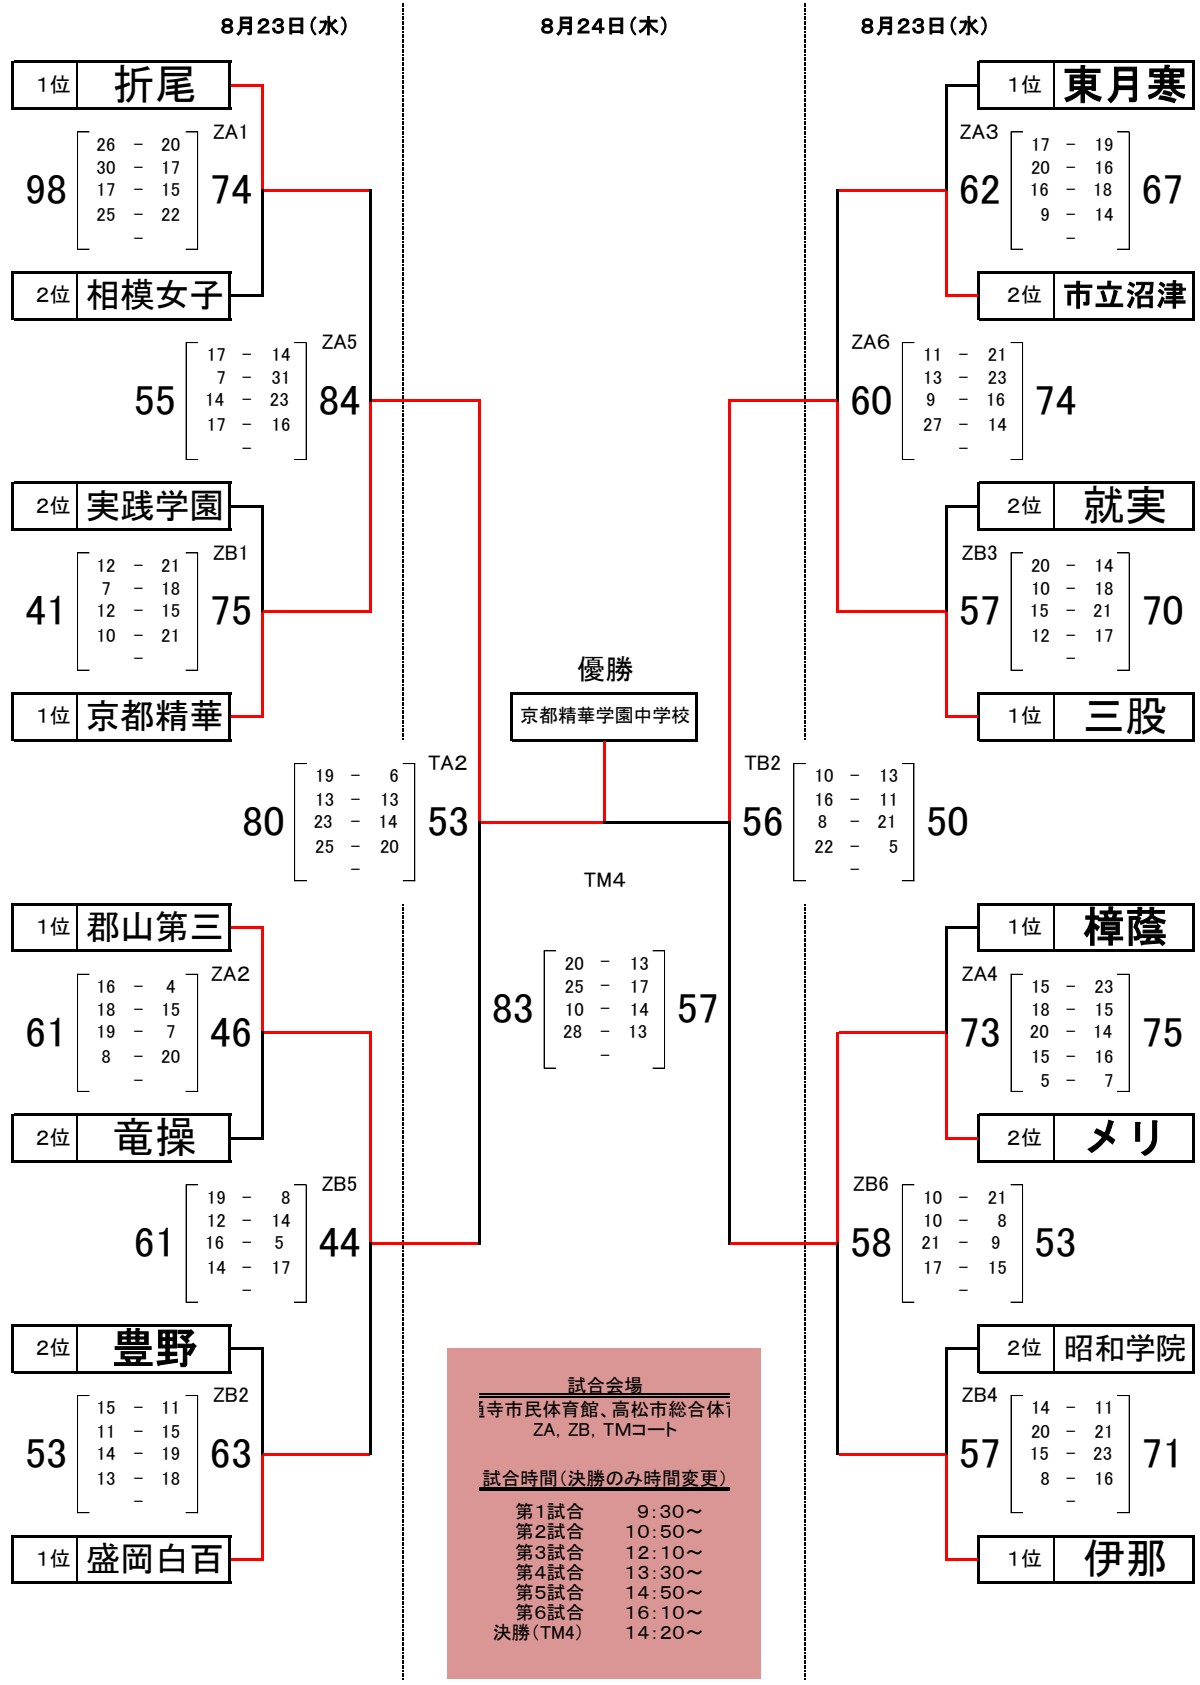 8月23日(水)
8月24日(木)
8月23日(水)
1位 折尾
ZA1
98 74
26 - 20
30 - 17
17 - 15
25 - 22
-
2位 相模女子
ZA5
55 84
17 - 14
7 - 31
14 - 23
17 - 16
-
2位 実践学園
ZB1
41 75
12 - 21
7 - 18
12 - 15
10 - 21
-
1位 京都精華
TA2
80 53
19 - 6
13 - 13
23 - 14
25 - 20
-
1位 郡山第三
ZA2
61 46
16 - 4
18 - 15
19 - 7
8 - 20
-
2位 竜操
ZB5
61 44
19 - 8
12 - 14
16 - 5
14 - 17
-
2位 豊野
ZB2
53 63
15 - 11
11 - 15
14 - 19
13 - 18
-
1位 盛岡白百
優勝
京都精華学園中学校
TM4
83 57
20 - 13
25 - 17
10 - 14
28 - 13
-
1位 東月寒
ZA3
62 67
17 - 19
20 - 16
16 - 18
9 - 14
-
2位 市立沼津
ZA6
60 74
11 - 21
13 - 23
9 - 16
27 - 14
-
2位 就実
ZB3
57 70
20 - 14
10 - 18
15 - 21
12 - 17
-
1位 三股
TB2
56 50
10 - 13
16 - 11
8 - 21
22 - 5
-
1位 樟蔭
ZA4
73 75
15 - 23
18 - 15
20 - 14
15 - 16
5 - 7
2位 メリ
ZB6
58 53
10 - 21
10 - 8
21 - 9
17 - 15
-
2位 昭和学院
ZB4
57 71
14 - 11
20 - 21
15 - 23
8 - 16
-
1位 伊那
試合会場
寺市民体育館、高松市総合体
ZA, ZB, TMコート
試合時間(決勝のみ時間変更)
第1試合 9:30～
第2試合 10:50～
第3試合 12:10～
第4試合 13:30～
第5試合 14:50～
第6試合 16:10～
決勝(TM4) 14:20～